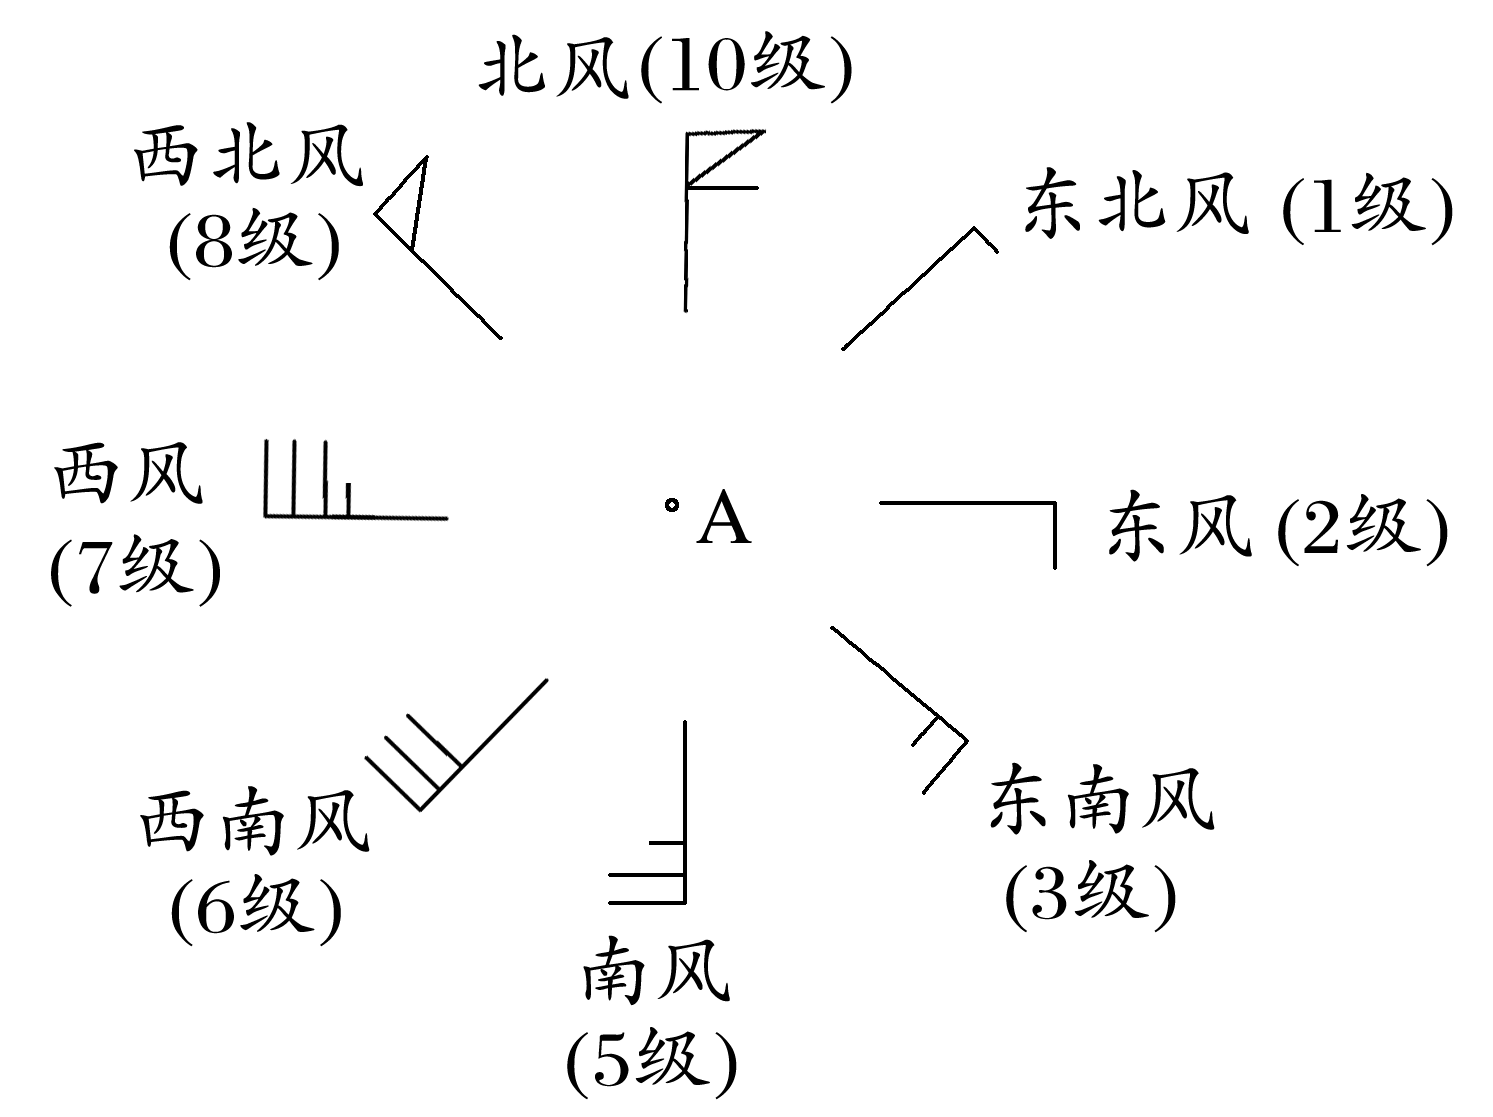 北风(10级)
西北风
(8级)
东北风 (1级)
西风
(7级)
A
东风 (2级)
西南风
(6级)
东南风
(3级)
南风
(5级)